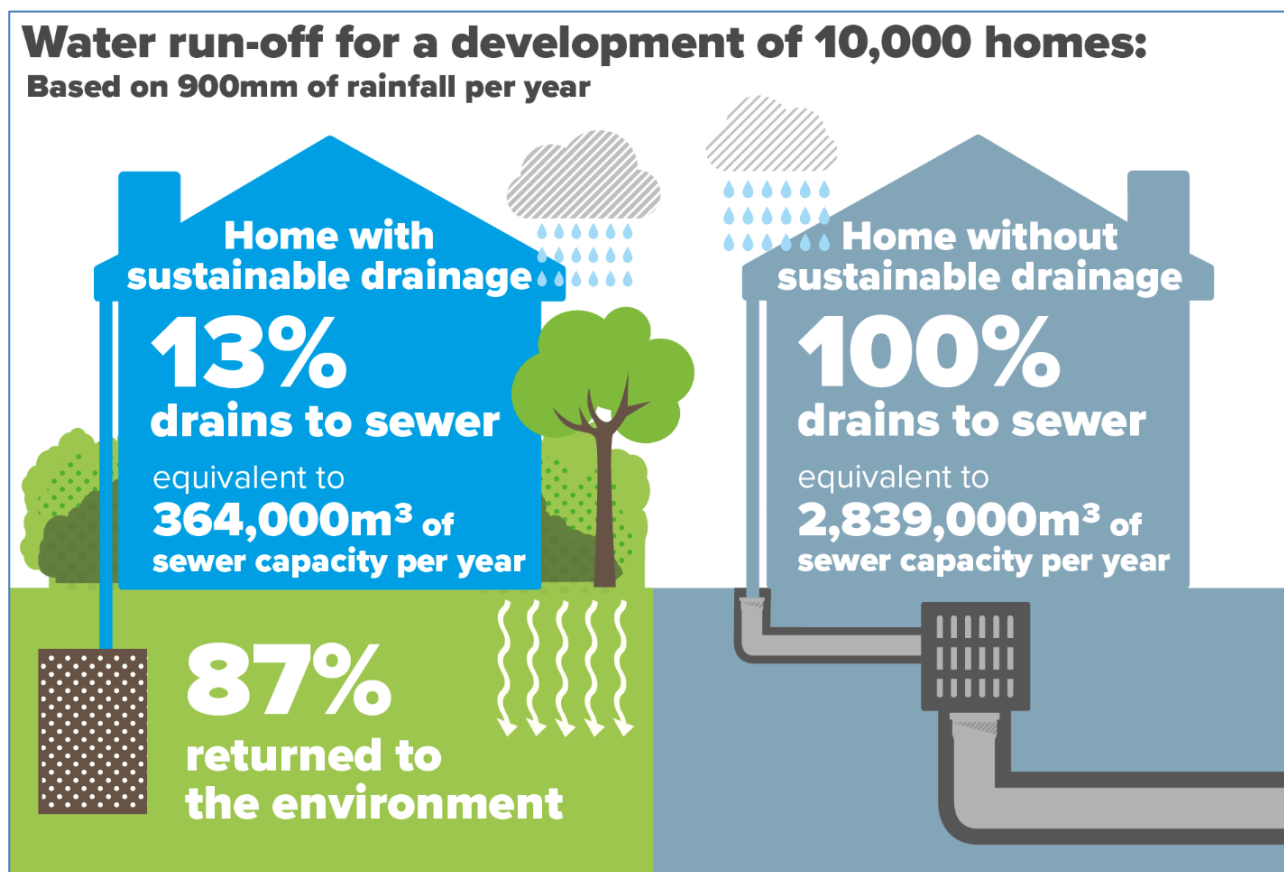 Water run-off for a development of 10,000 homes:
Based on 900mm of rainfall per year
Home with
sustainable drainage
13%
drains to sewer
equivalent to
364,000m³ of
sewer capacity per year
87%
returned to
the environment
Home without
sustainable drainage
100%
drains to sewer
equivalent to
2,839,000m³ of
sewer capacity per year